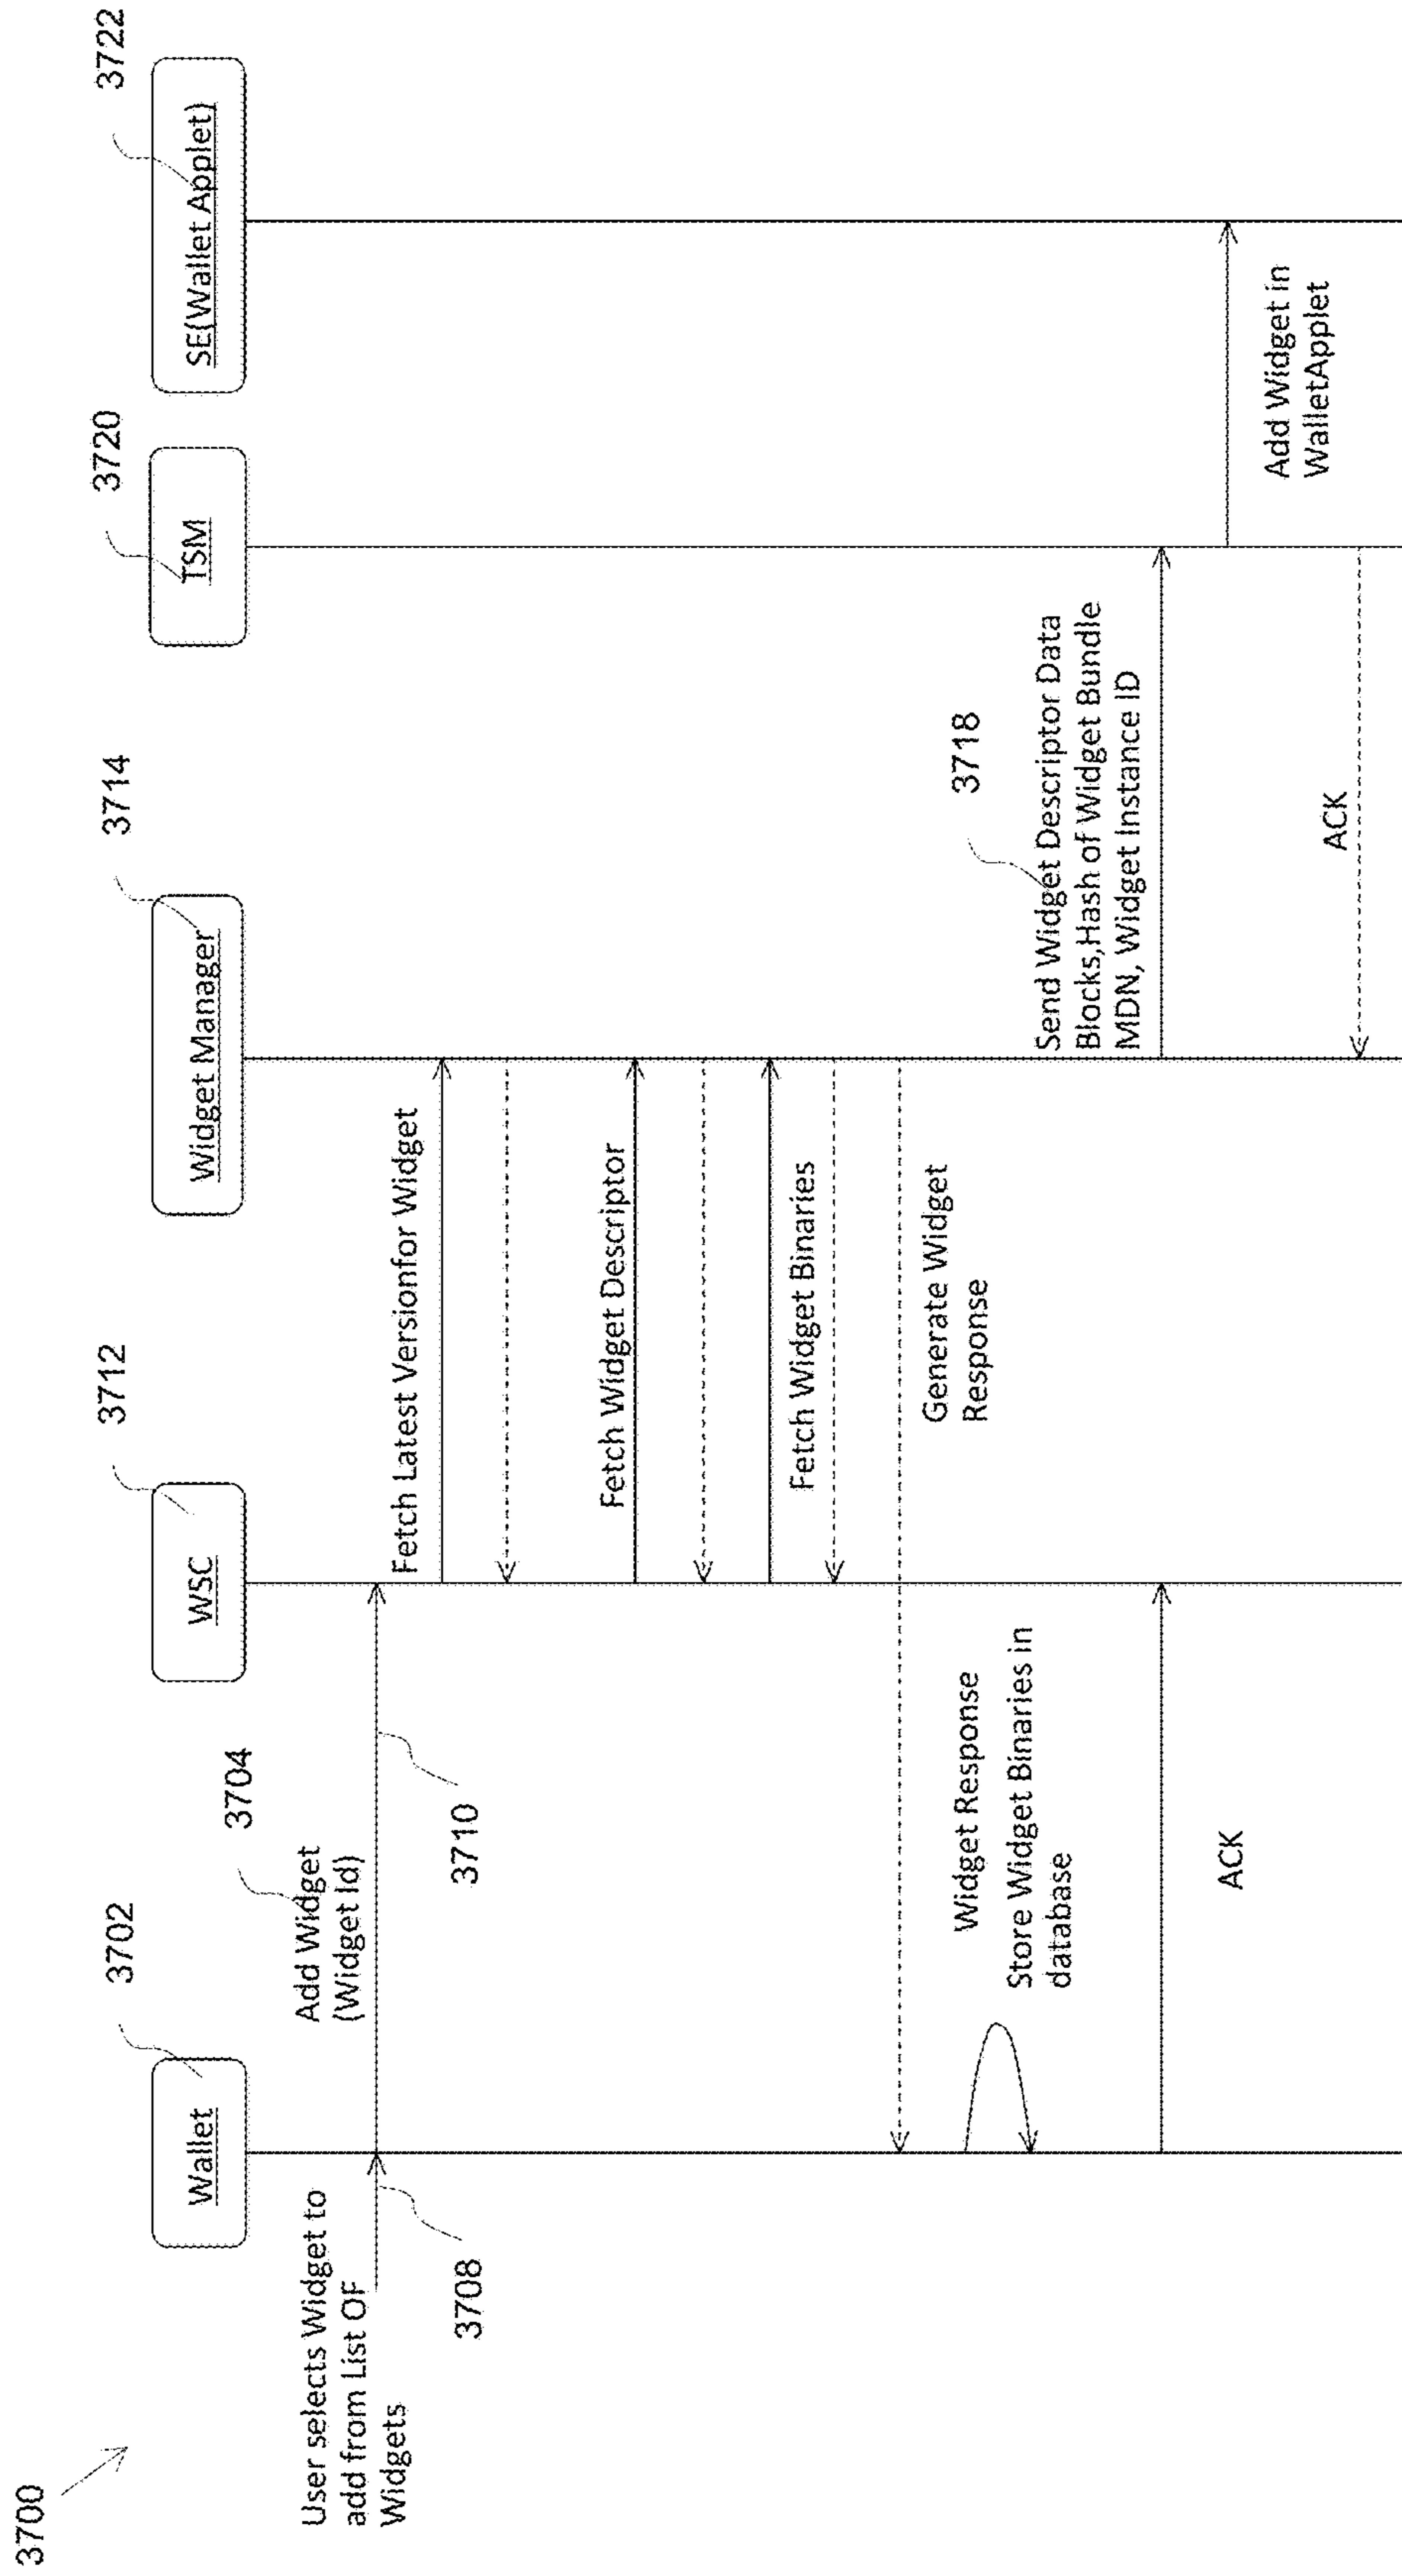 3700
3702
3704
3712
3714
3720
3722
Wallet
WSC
Widget Manager
TSM
SE(Wallet Applet)
User selects Widget to
add from List OF
Widgets
3708
Add Widget
(Widget Id)
3710
Fetch Latest Versionfor Widget
Fetch Widget Descriptor
Fetch Widget Binaries
Generate Widget
Response
Widget Response
Store Widget Binaries in
database
3718
Send Widget Descriptor Data
Blocks,Hash of Widget Bundle
MDN, Widget Instance ID
ACK
Add Widget in
WalletApplet
ACK